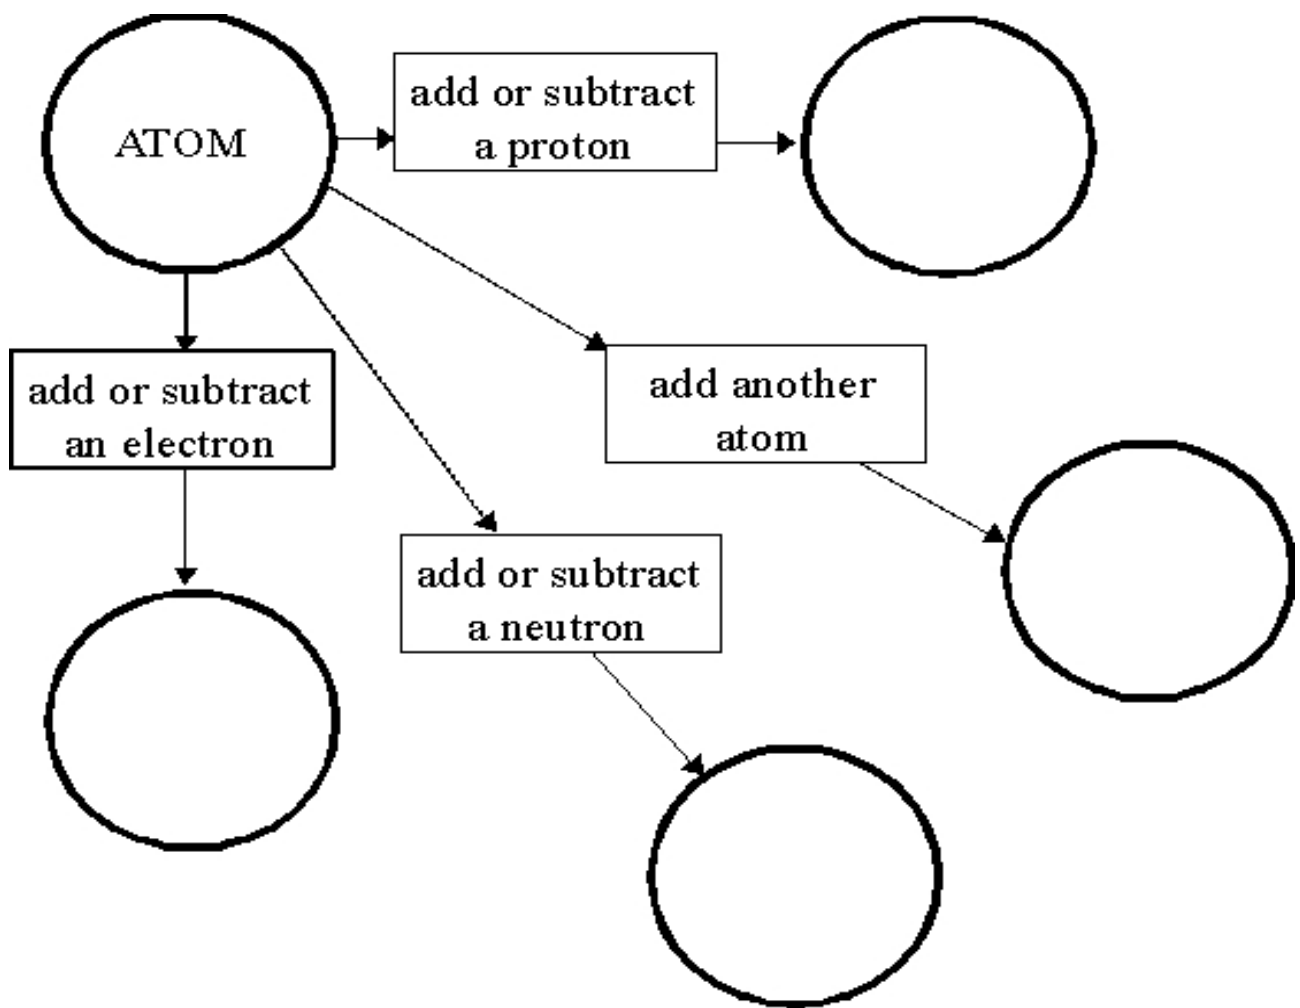 ATOM
add or subtract
a proton
add or subtract
an electron
add another
atom
add or subtract
a neutron